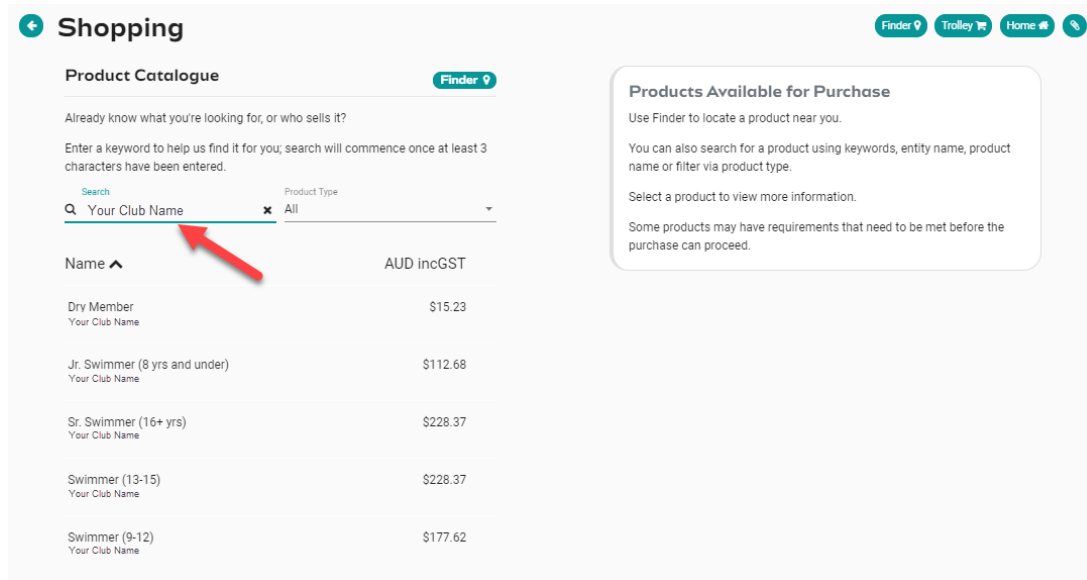 Shopping
Finder
Trolley
Home
Product Catalogue
Finder
Already know what you're looking for, or who sells it?
Enter a keyword to help us find it for you; search will commence once at least 3
characters have been entered.
Search
Product Type
Your Club Name
All
Name
AUD incGST
Dry Member
$15.23
Your Club Name
Jr. Swimmer (8 yrs and under)
$112.68
Your Club Name
Sr. Swimmer (16+ yrs)
$228.37
Your Club Name
Swimmer (13-15)
$228.37
Your Club Name
Swimmer (9-12)
$177.62
Your Club Name
Products Available for Purchase
Use Finder to locate a product near you.
You can also search for a product using keywords, entity name, product
name or filter via product type.
Select a product to view more information.
Some products may have requirements that need to be met before the
purchase can proceed.